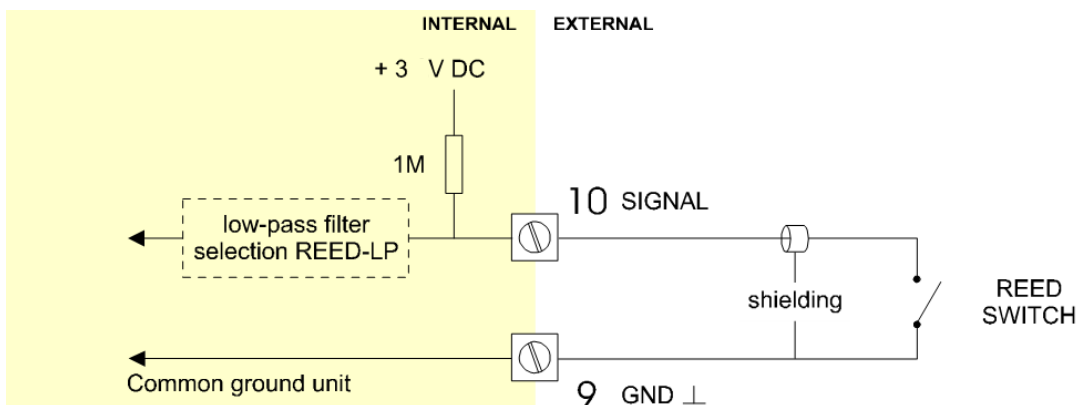 INTERNAL EXTERNAL
+ 3 V DC
1M
10 SIGNAL
low-pass filter
selection REED-LP
shielding
REED
SWITCH
Common ground unit
9 GND ⊥